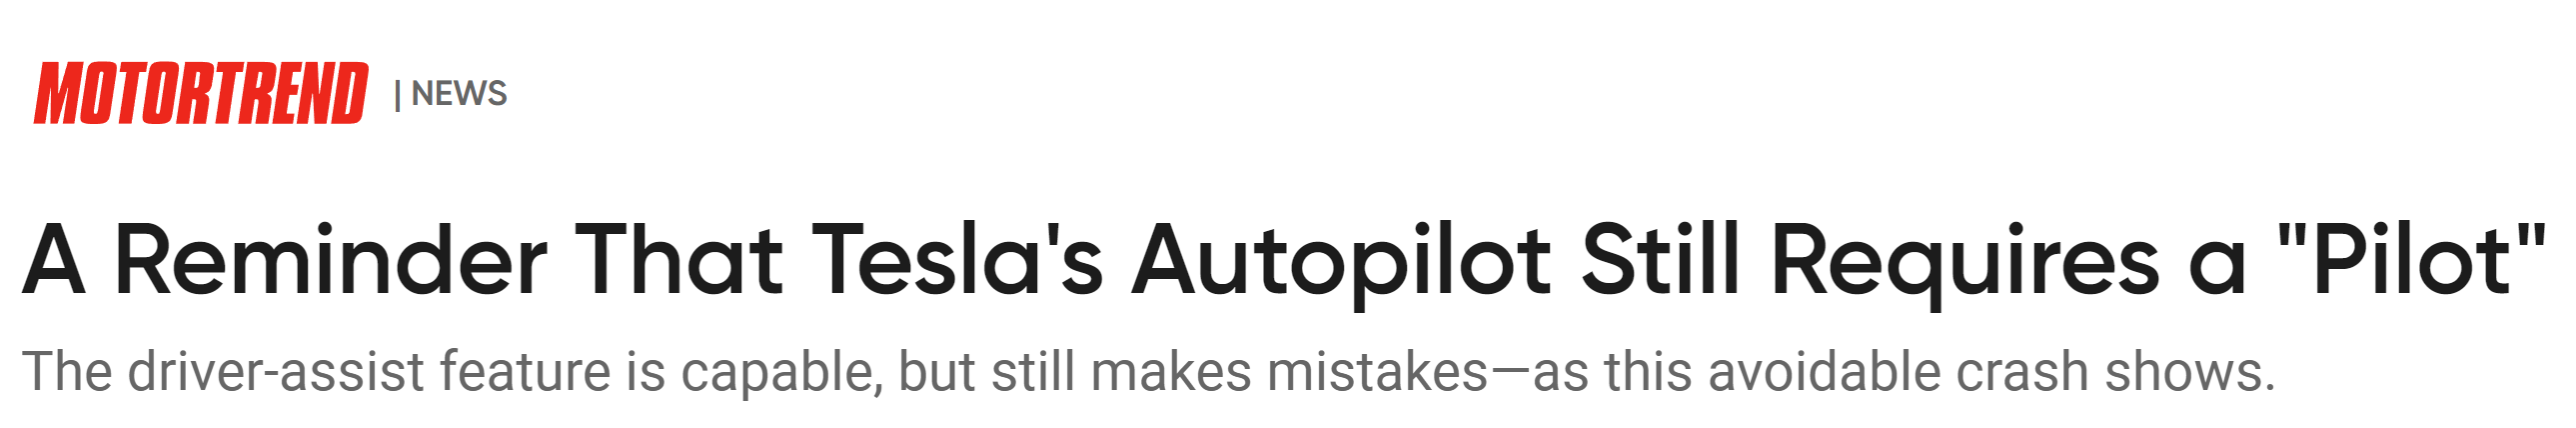 MOTORTREND | NEWS
A Reminder That Tesla's Autopilot Still Requires a "Pilot"
The driver-assist feature is capable, but still makes mistakes—as this avoidable crash shows.